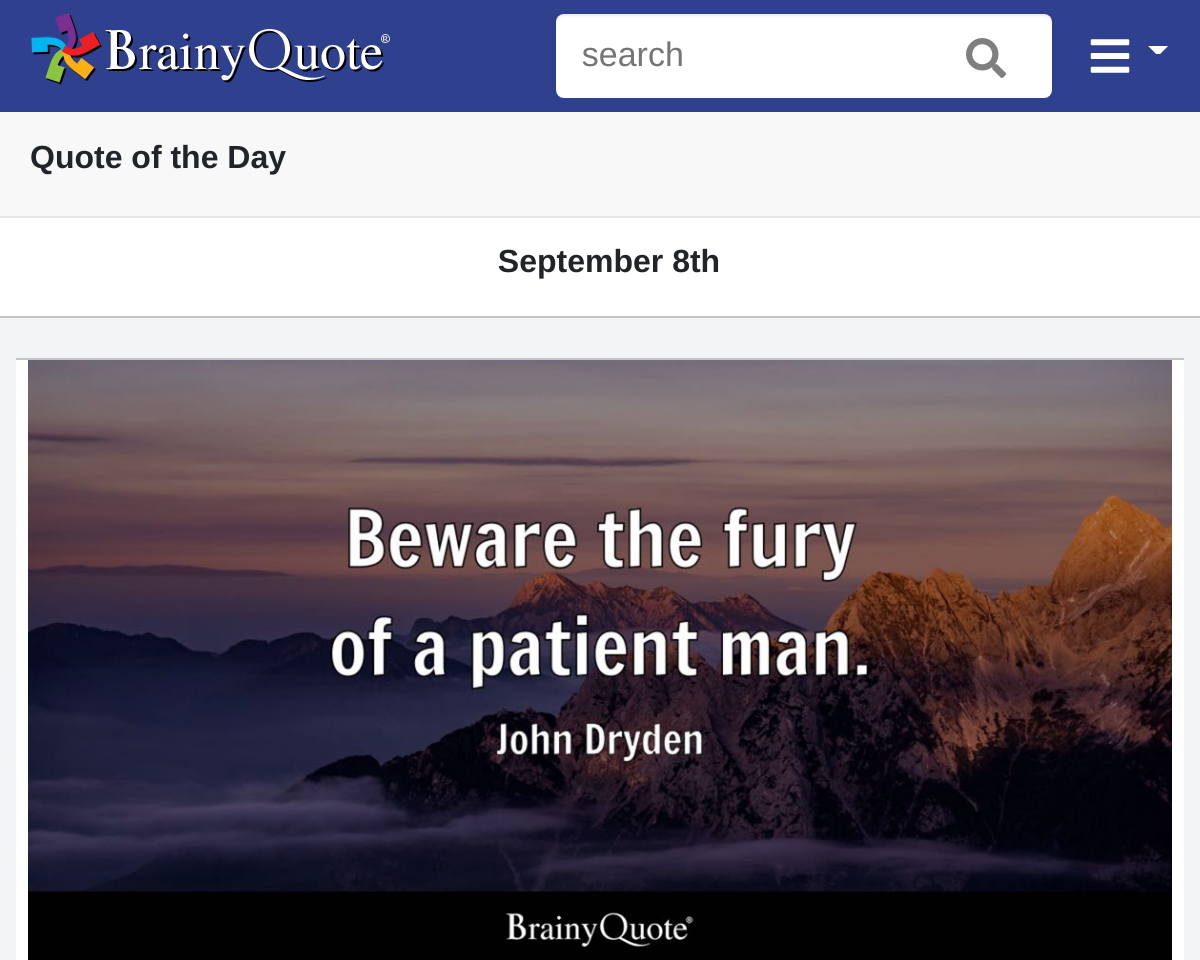 BrainyQuote®
search
Quote of the Day
September 8th
Beware the fury
of a patient man.
John Dryden
BrainyQuote®